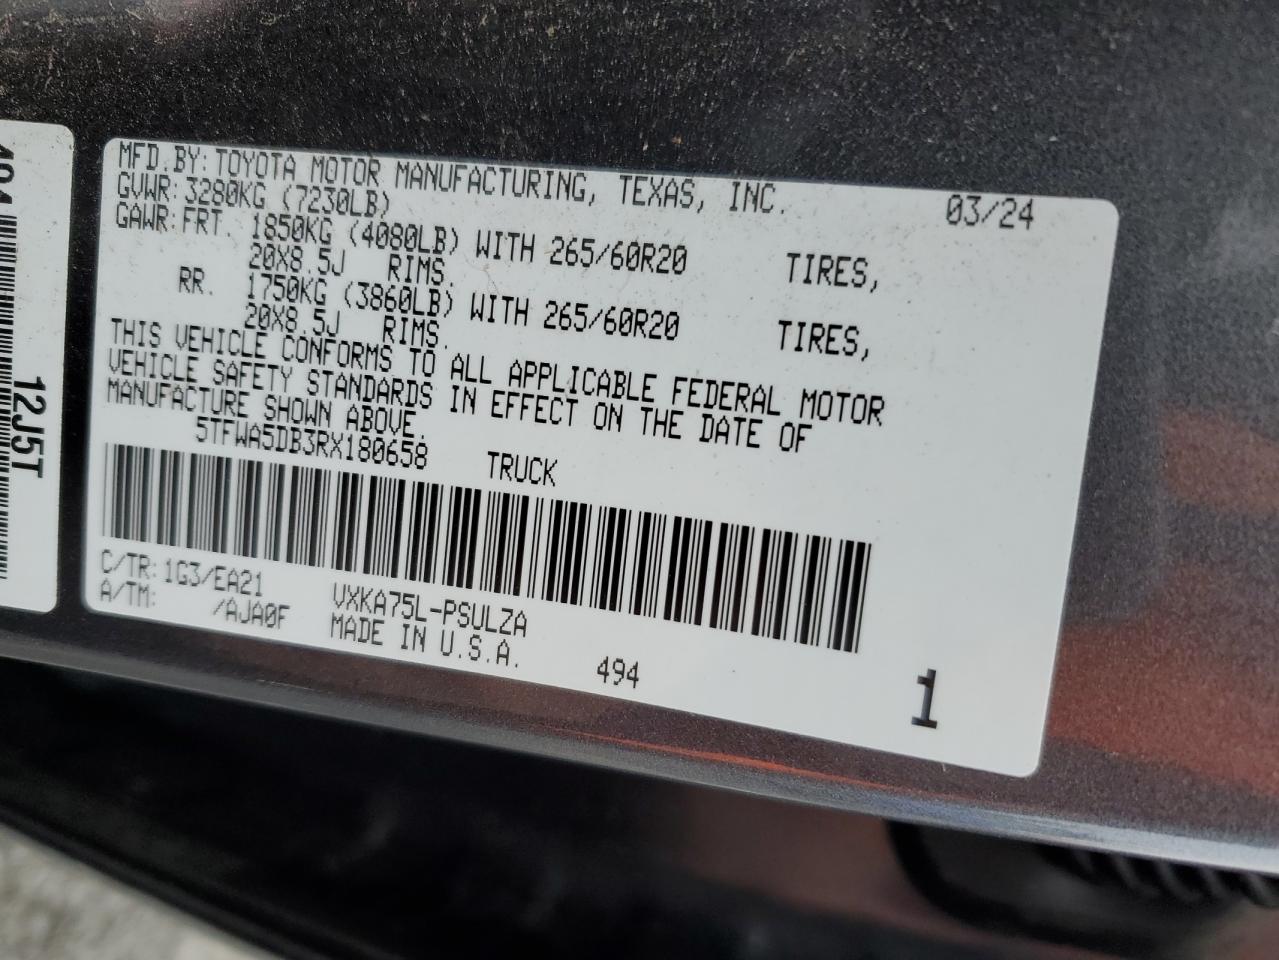 MFD.BY: TOYOTA MOTOR MANUFACTURING, TEXAS, INC. 03/24
GVWR: 3280KG (7230LB)
GAWR: FRT. 1850KG (4080LB) WITH 265/60R20 TIRES,
20X8.5J RIMS.
RR. 1750KG (3860LB) WITH 265/60R20 TIRES,
20X8.5J RIMS.
THIS VEHICLE CONFORMS TO ALL APPLICABLE FEDERAL MOTOR
VEHICLE SAFETY STANDARDS IN EFFECT ON THE DATE OF
MANUFACTURE SHOWN ABOVE.
5TFWA5DB3RX180658 TRUCK
C/TR: 1G3/EA21 VXKA75L-PSULZA
A/TM: /AJA0F MADE IN U.S.A.
494
1
12J5T